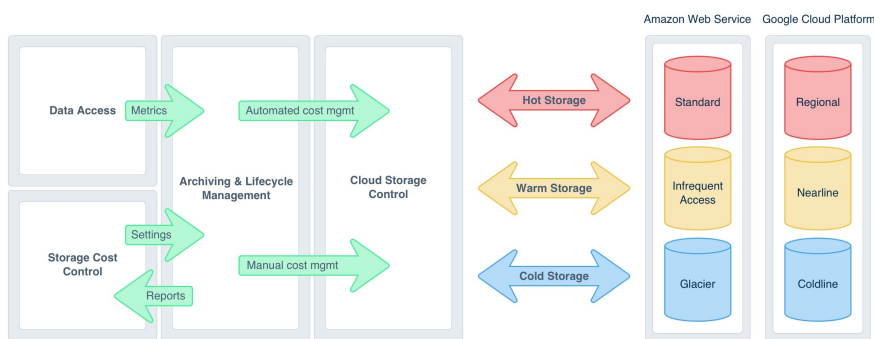 Amazon Web Service
Google Cloud Platform
Data Access
Metrics
Automated cost mgmt
Hot Storage
Standard
Regional
Archiving & Lifecycle
Management
Cloud Storage
Control
Warm Storage
Infrequent
Access
Nearline
Storage Cost
Control
Settings
Manual cost mgmt
Reports
Cold Storage
Glacier
Coldline